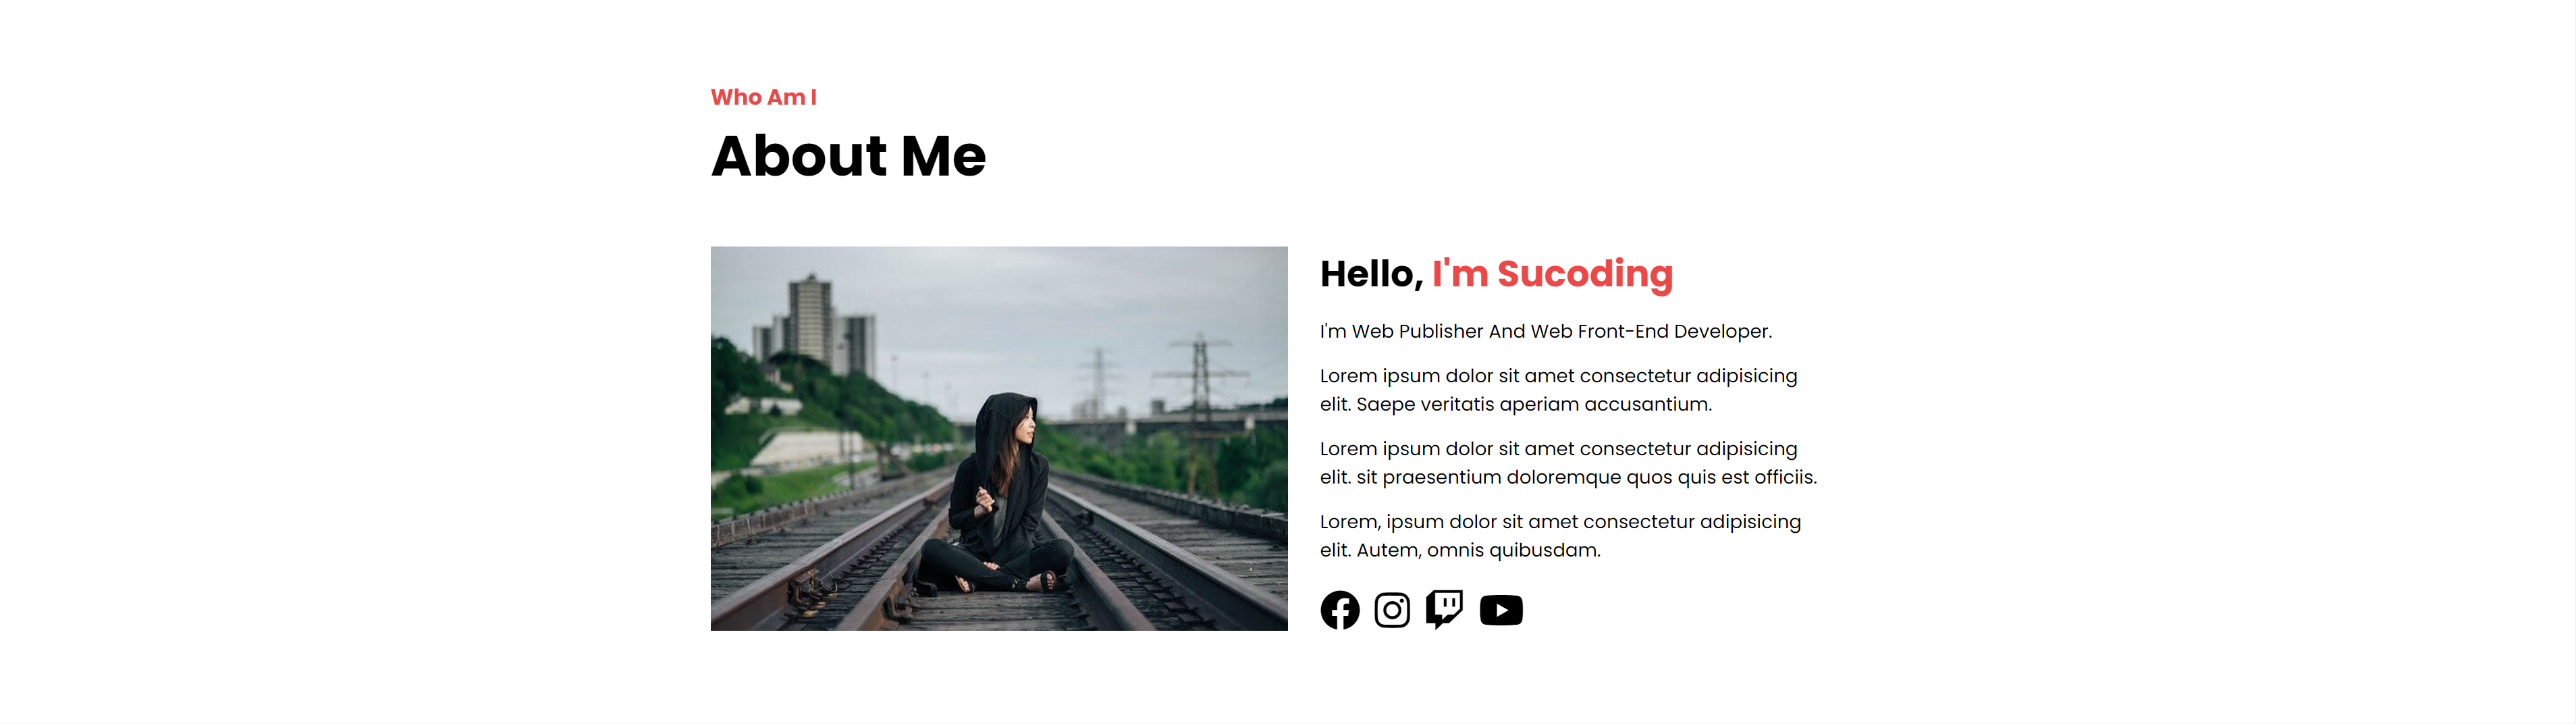 Who Am I
About Me
Hello, I'm Sucoding
I'm Web Publisher And Web Front-End Developer.
Lorem ipsum dolor sit amet consectetur adipisicing
elit. Saepe veritatis aperiam accusantium.
Lorem ipsum dolor sit amet consectetur adipisicing
elit. sit praesentium doloremque quos quis est officiis.
Lorem, ipsum dolor sit amet consectetur adipisicing
elit. Autem, omnis quibusdam.